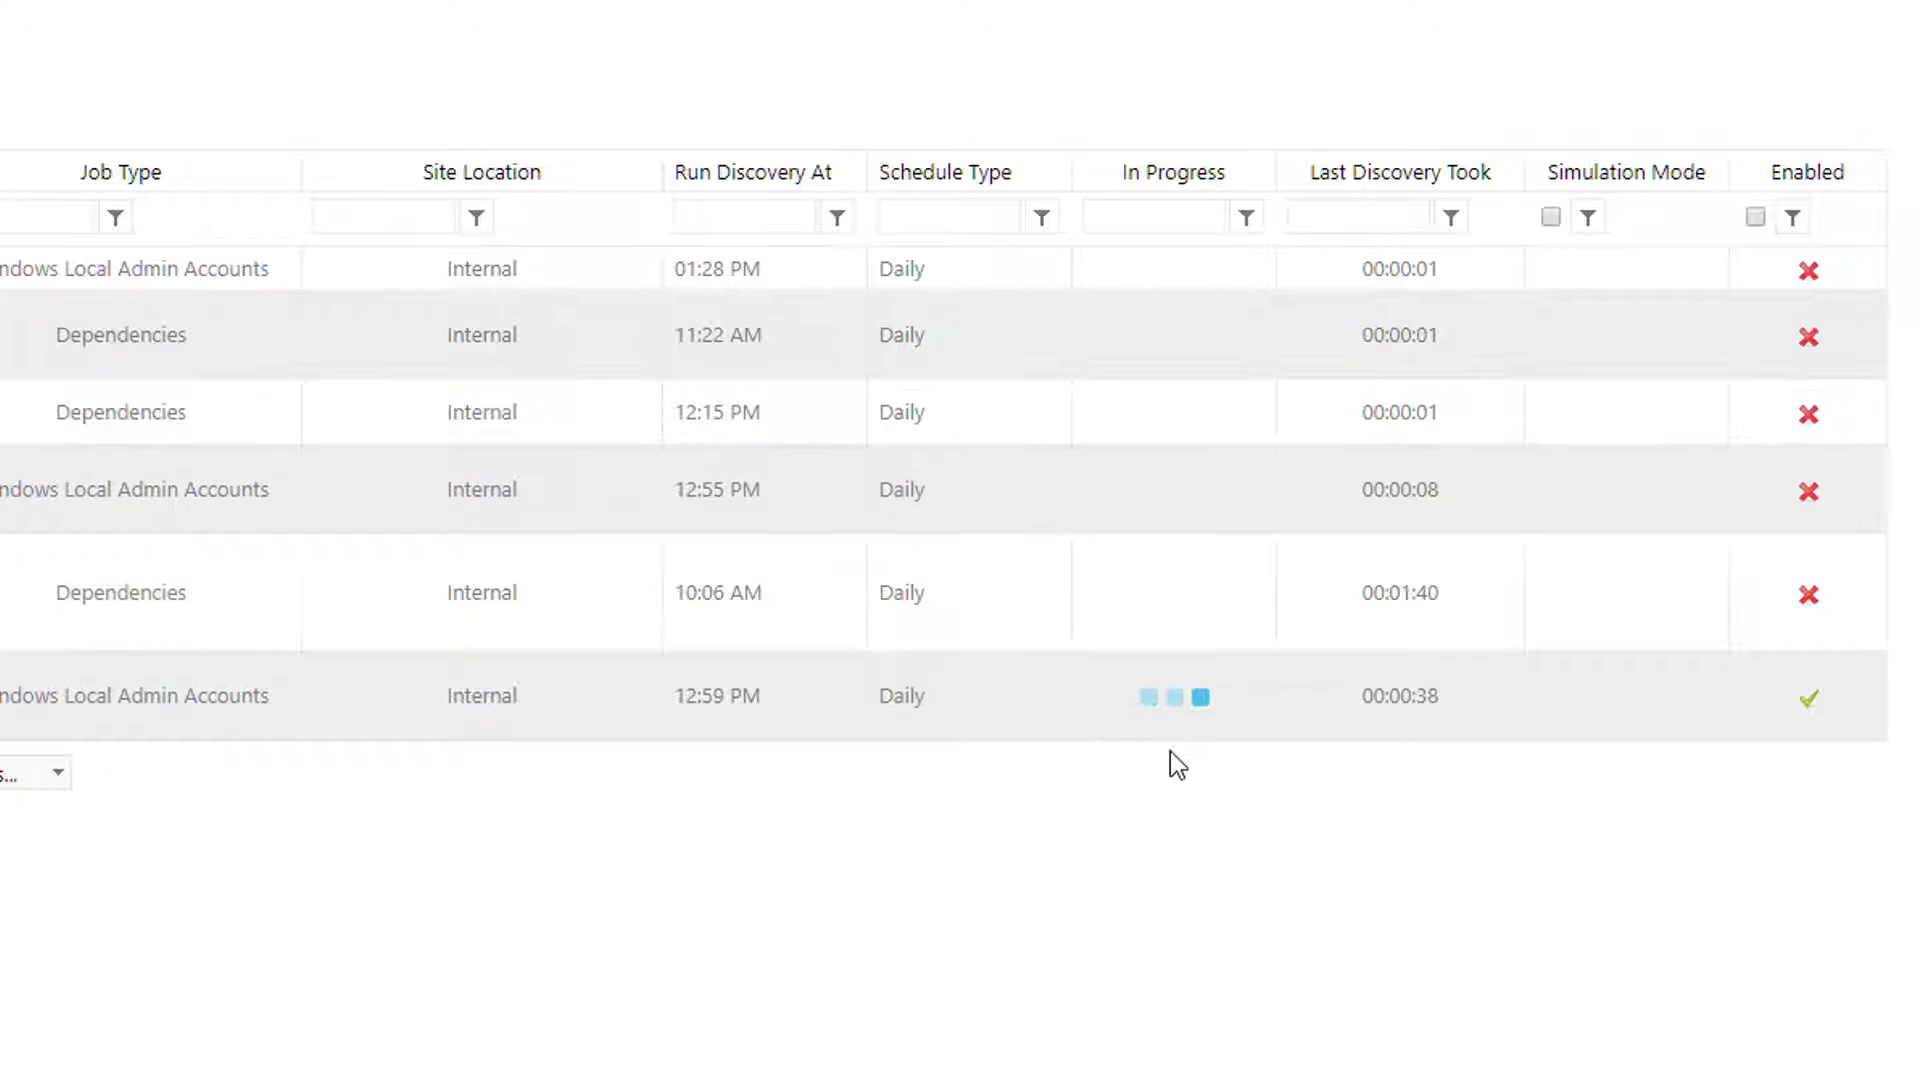 Job Type Site Location Run Discovery At Schedule Type In Progress Last Discovery Took Simulation Mode Enabled
ndows Local Admin Accounts Internal 01:28 PM Daily 00:00:01
Dependencies Internal 11:22 AM Daily 00:00:01
Dependencies Internal 12:15 PM Daily 00:00:01
ndows Local Admin Accounts Internal 12:55 PM Daily 00:00:08
Dependencies Internal 10:06 AM Daily 00:01:40
ndows Local Admin Accounts Internal 12:59 PM Daily 00:00:38
s...